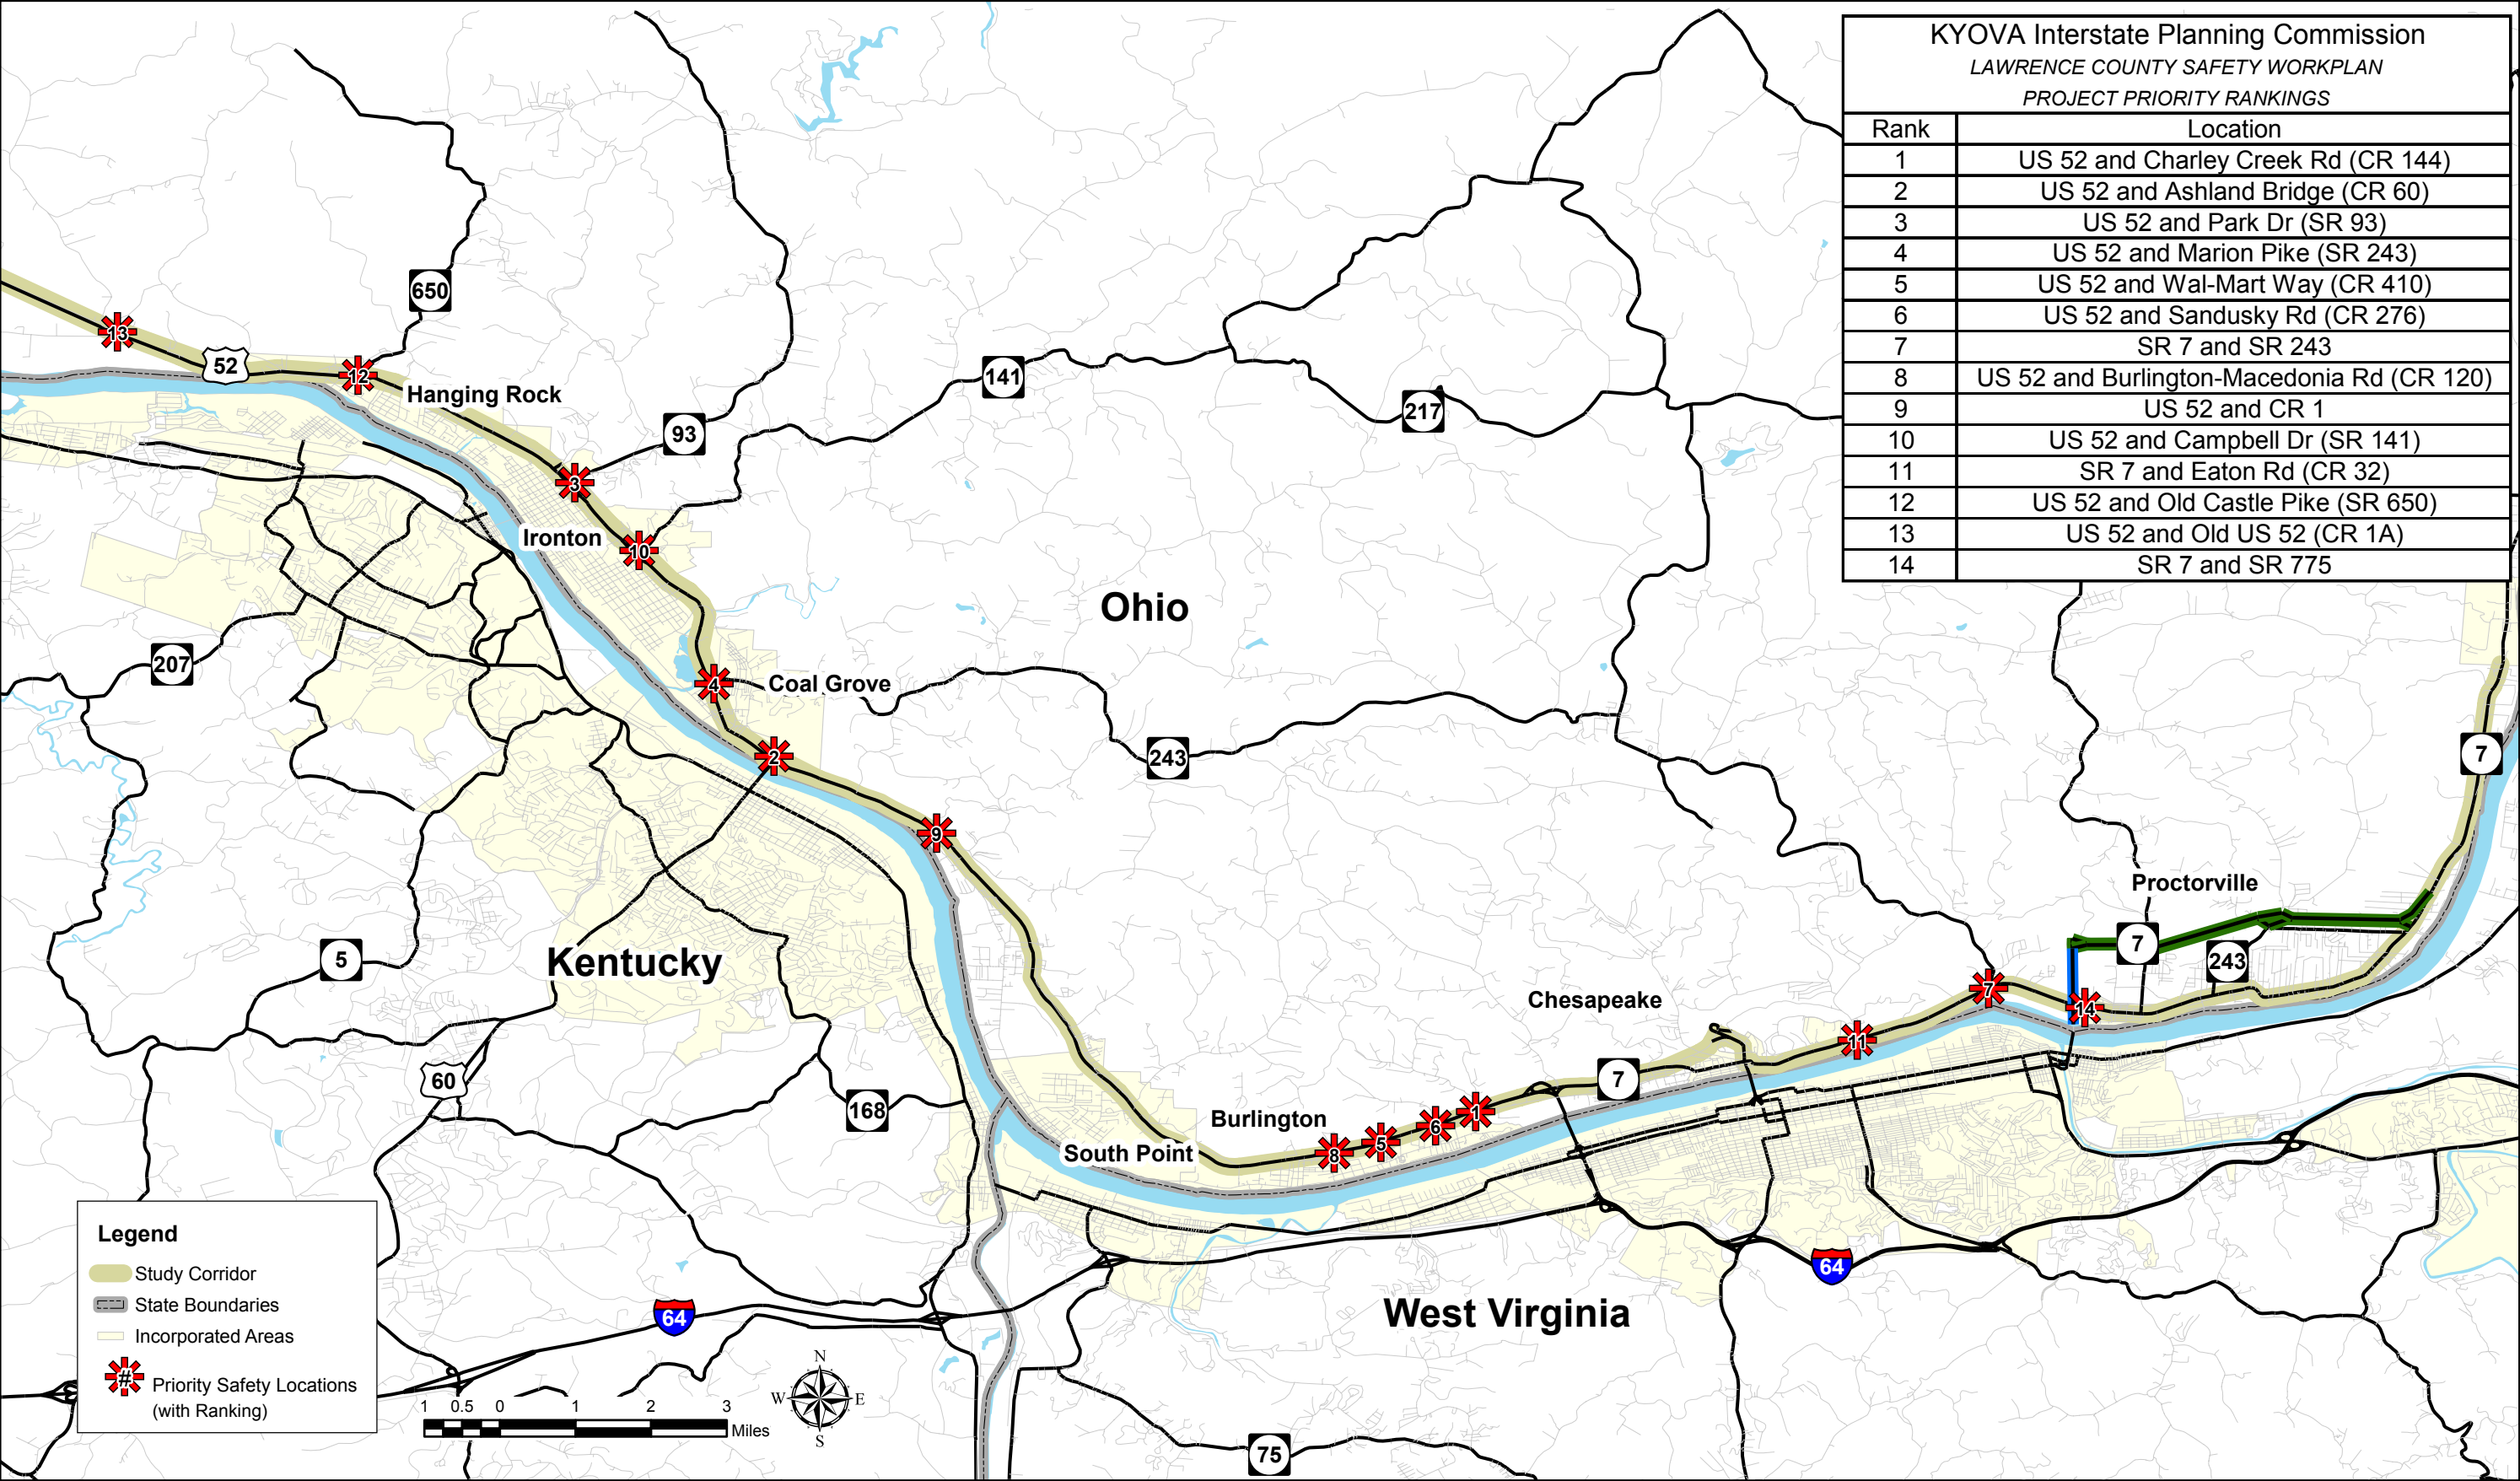 KYOVA Interstate Planning Commission
LAWRENCE COUNTY SAFETY WORKPLAN
PROJECT PRIORITY RANKINGS
Rank Location
1 US 52 and Charley Creek Rd (CR 144)
2 US 52 and Ashland Bridge (CR 60)
3 US 52 and Park Dr (SR 93)
4 US 52 and Marion Pike (SR 243)
5 US 52 and Wal-Mart Way (CR 410)
6 US 52 and Sandusky Rd (CR 276)
7 SR 7 and SR 243
8 US 52 and Burlington-Macedonia Rd (CR 120)
9 US 52 and CR 1
10 US 52 and Campbell Dr (SR 141)
11 SR 7 and Eaton Rd (CR 32)
12 US 52 and Old Castle Pike (SR 650)
13 US 52 and Old US 52 (CR 1A)
14 SR 7 and SR 775
650
13
52
12
Hanging Rock
141
217
93
3
Ironton
10
Ohio
207
4
Coal Grove
2
243
7
9
Proctorville
7
243
5
Kentucky
Chesapeake
7
14
11
60
7
168
Burlington
1
6
5
8
South Point
64
West Virginia
64
75
Legend
Study Corridor
State Boundaries
Incorporated Areas
# Priority Safety Locations
(with Ranking)
1 0.5 0 1 2 3
Miles
N
W E
S